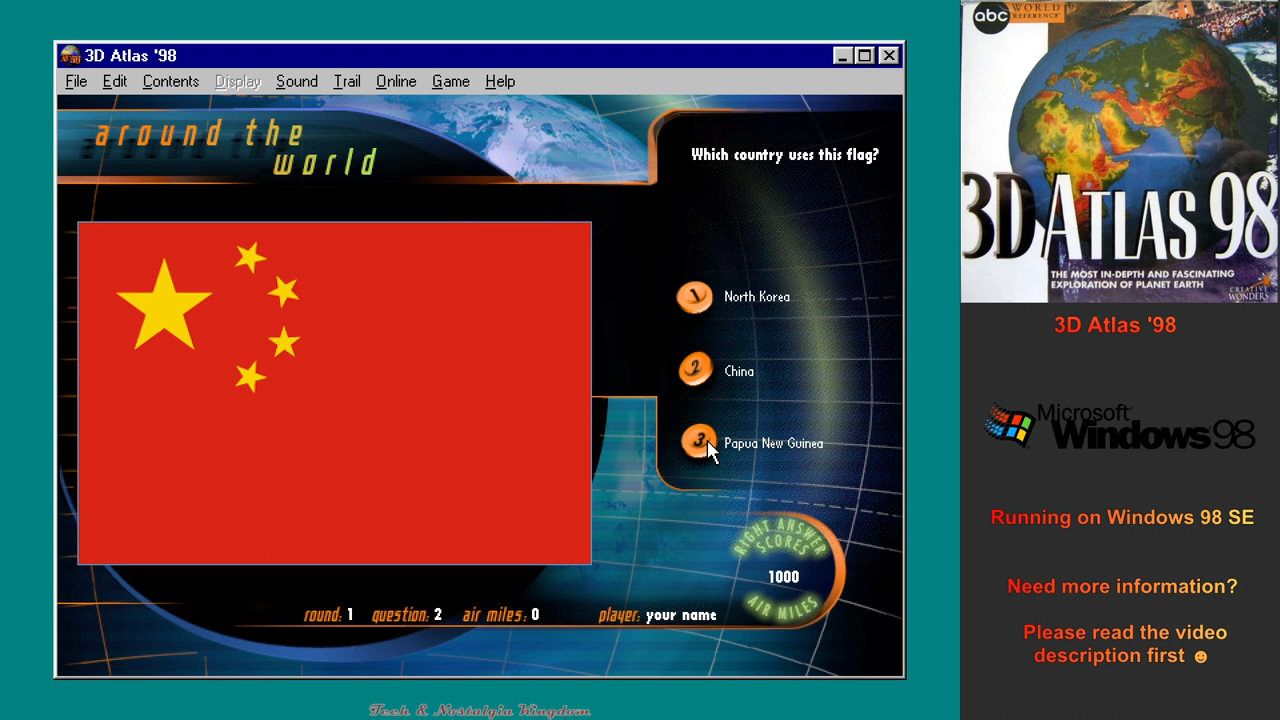 3D Atlas '98
File Edit Contents Display Sound Trail Online Game Help
around the
world
Which country uses this flag?
1 North Korea
2 China
3 Papua New Guinea
RIGHT ANSWER
SCORES
1000
AIR MILES
round: 1 question: 2 air miles: 0 player: your name
Tech & Nostalgia Kingdom
abc WORLD
REFERENCE
3D ATLAS 98
THE MOST IN-DEPTH AND FASCINATING
EXPLORATION OF PLANET EARTH
CREATIVE
WONDERS
3D Atlas '98
Microsoft
Windows 98
Running on Windows 98 SE
Need more information?
Please read the video
description first ☻